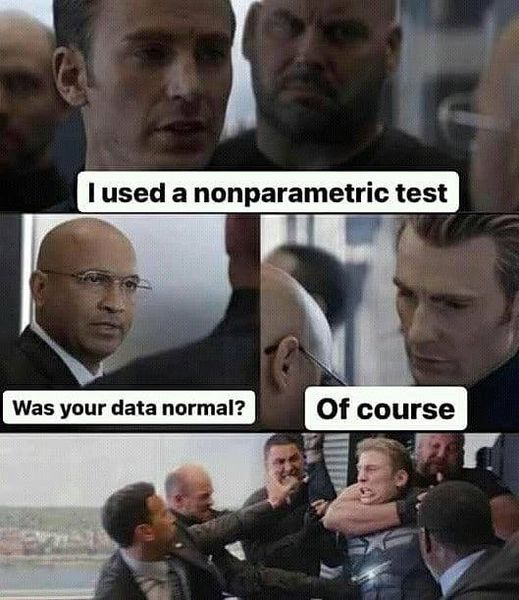 I used a nonparametric test
Was your data normal?
Of course